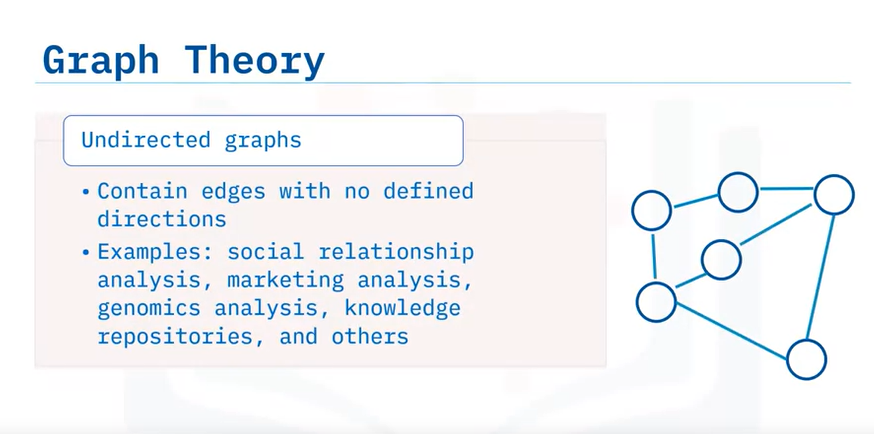 Graph Theory
Undirected graphs
• Contain edges with no defined
directions
• Examples: social relationship
analysis, marketing analysis,
genomics analysis, knowledge
repositories, and others